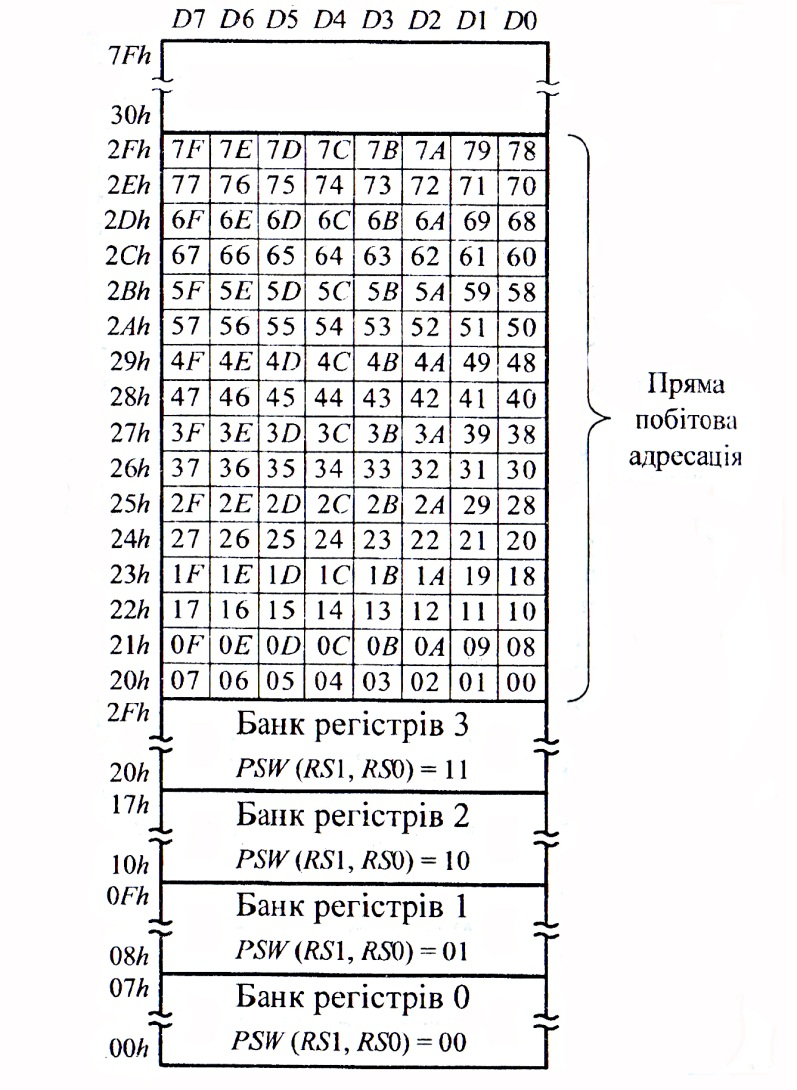 D7 D6 D5 D4 D3 D2 D1 D0
7Fh
30h
2Fh 7F 7E 7D 7C 7B 7A 79 78
2Eh 77 76 75 74 73 72 71 70
2Dh 6F 6E 6D 6C 6B 6A 69 68
2Ch 67 66 65 64 63 62 61 60
2Bh 5F 5E 5D 5C 5B 5A 59 58
2Ah 57 56 55 54 53 52 51 50
29h 4F 4E 4D 4C 4B 4A 49 48
28h 47 46 45 44 43 42 41 40
27h 3F 3E 3D 3C 3B 3A 39 38
26h 37 36 35 34 33 32 31 30
25h 2F 2E 2D 2C 2B 2A 29 28
24h 27 26 25 24 23 22 21 20
23h 1F 1E 1D 1C 1B 1A 19 18
22h 17 16 15 14 13 12 11 10
21h 0F 0E 0D 0C 0B 0A 09 08
20h 07 06 05 04 03 02 01 00
Пряма
побітова
адресація
2Fh
Банк регістрів 3
20h PSW (RS1, RS0) = 11
17h
Банк регістрів 2
10h PSW (RS1, RS0) = 10
0Fh
Банк регістрів 1
08h PSW (RS1, RS0) = 01
07h
Банк регістрів 0
00h PSW (RS1, RS0) = 00